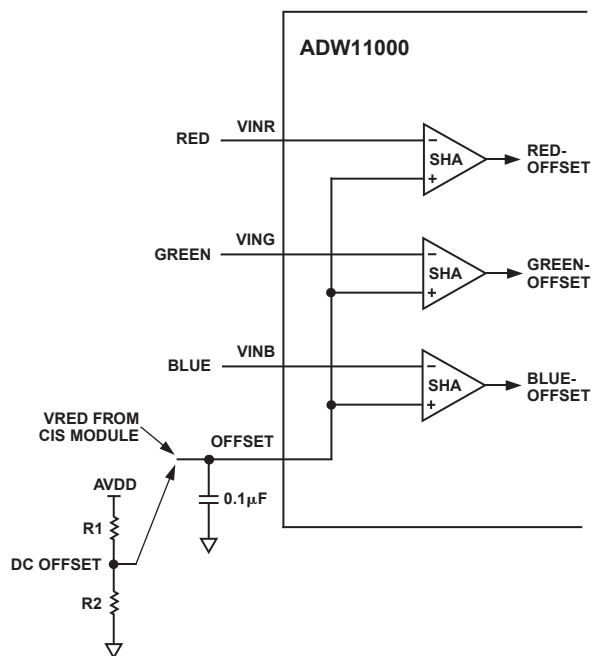 ADW11000
VINR
RED
−
SHA
+
RED-
OFFSET
VING
GREEN
−
SHA
+
GREEN-
OFFSET
VINB
BLUE
−
SHA
+
BLUE-
OFFSET
VRED FROM
CIS MODULE
OFFSET
AVDD
0.1µF
R1
DC OFFSET
R2